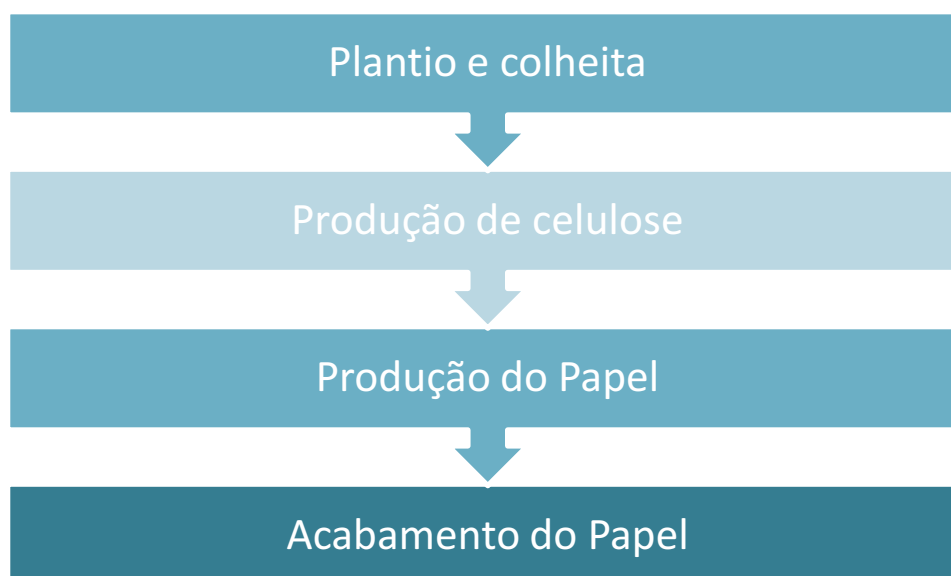 Plantio e colheita
Produção de celulose
Produção do Papel
Acabamento do Papel